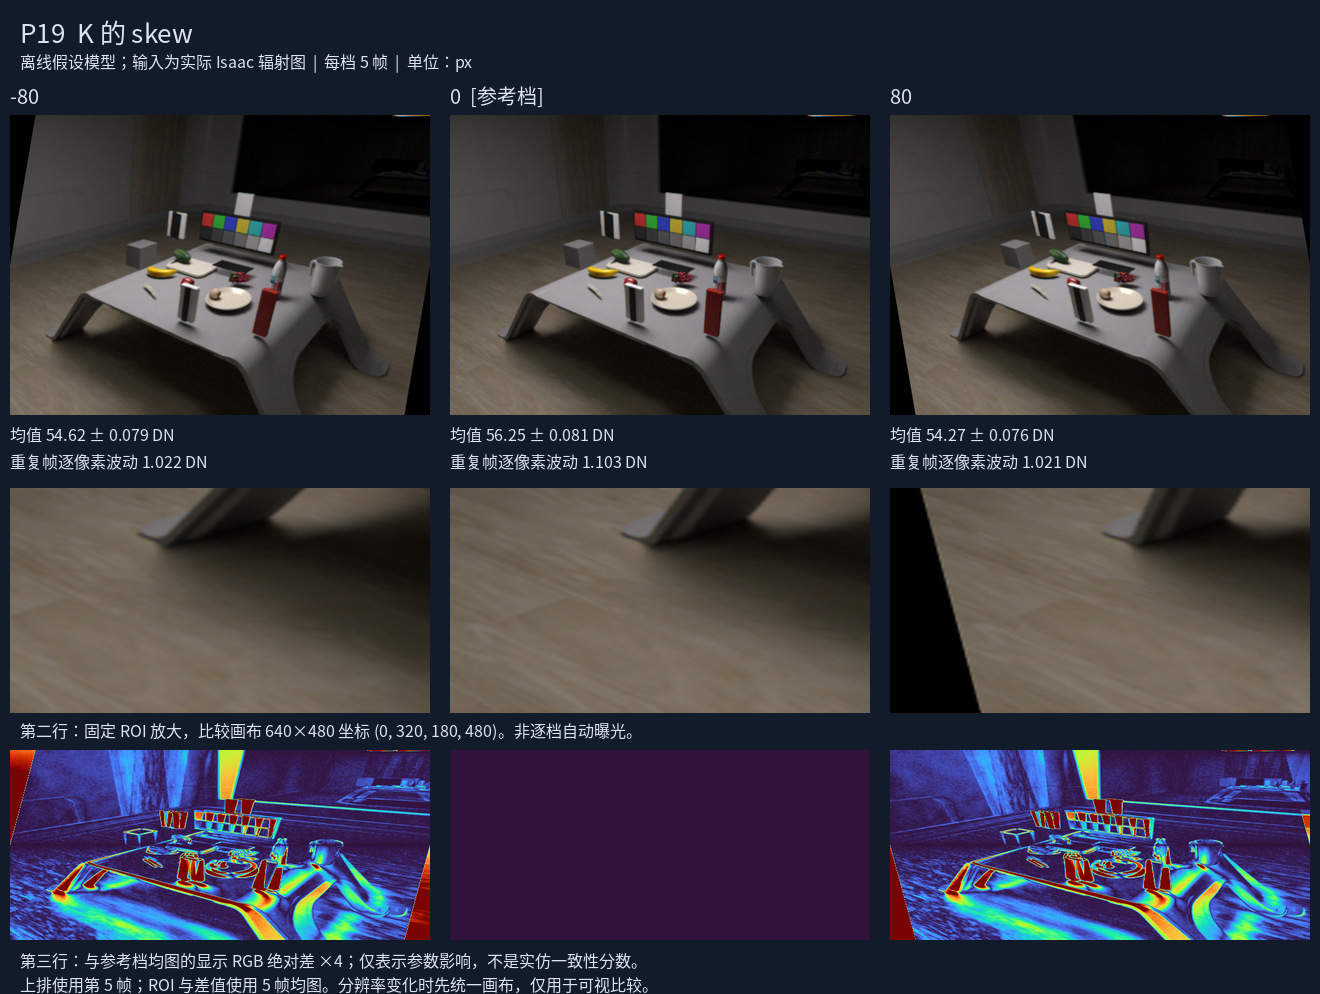 P19 K 的 skew
离线假设模型；输入为实际 Isaac 辐射图 | 每档 5 帧 | 单位：px
-80
0 [参考档]
80
均值 54.62 ± 0.079 DN
重复帧逐像素波动 1.022 DN
均值 56.25 ± 0.081 DN
重复帧逐像素波动 1.103 DN
均值 54.27 ± 0.076 DN
重复帧逐像素波动 1.021 DN
第二行：固定 ROI 放大，比较画布 640×480 坐标 (0, 320, 180, 480)。非逐档自动曝光。
第三行：与参考档均图的显示 RGB 绝对差 ×4；仅表示参数影响，不是实仿一致性分数。
上排使用第 5 帧；ROI 与差值使用 5 帧均图。分辨率变化时先统一画布，仅用于可视比较。